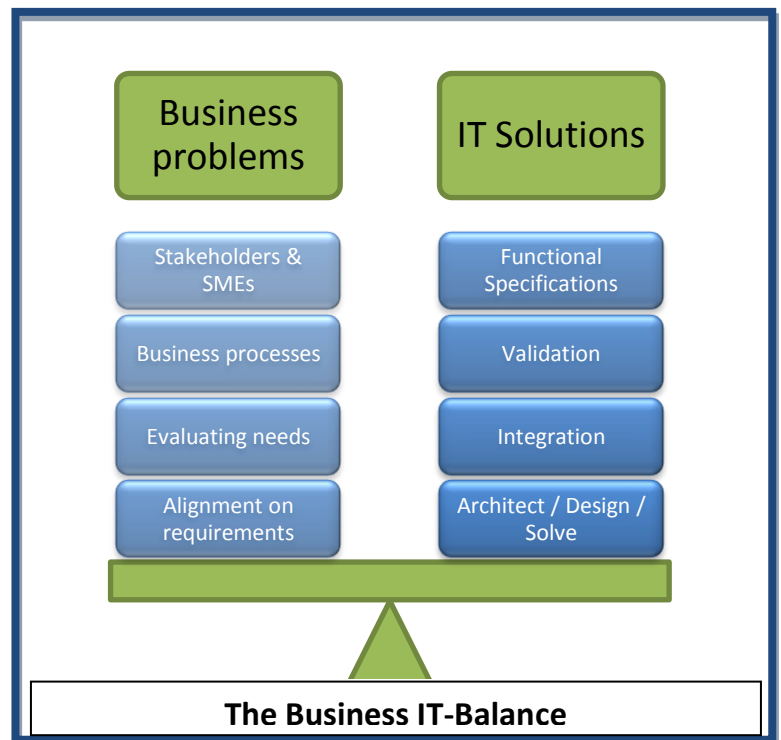 Business
problems
IT Solutions
Stakeholders &
SMEs
Business processes
Evaluating needs
Alignment on
requirements
Functional
Specifications
Validation
Integration
Architect / Design /
Solve
The Business IT-Balance